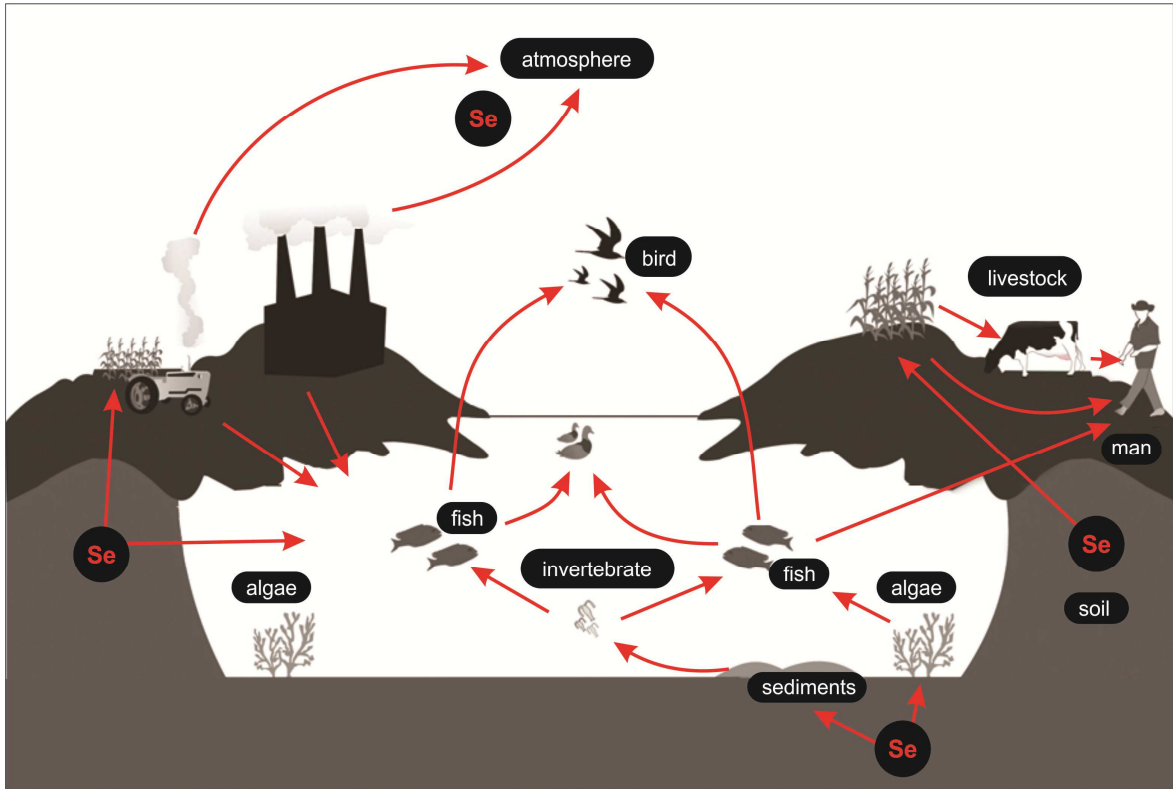 atmosphere
Se
bird
livestock
man
fish
Se
invertebrate
fish
algae
algae
Se
soil
sediments
Se